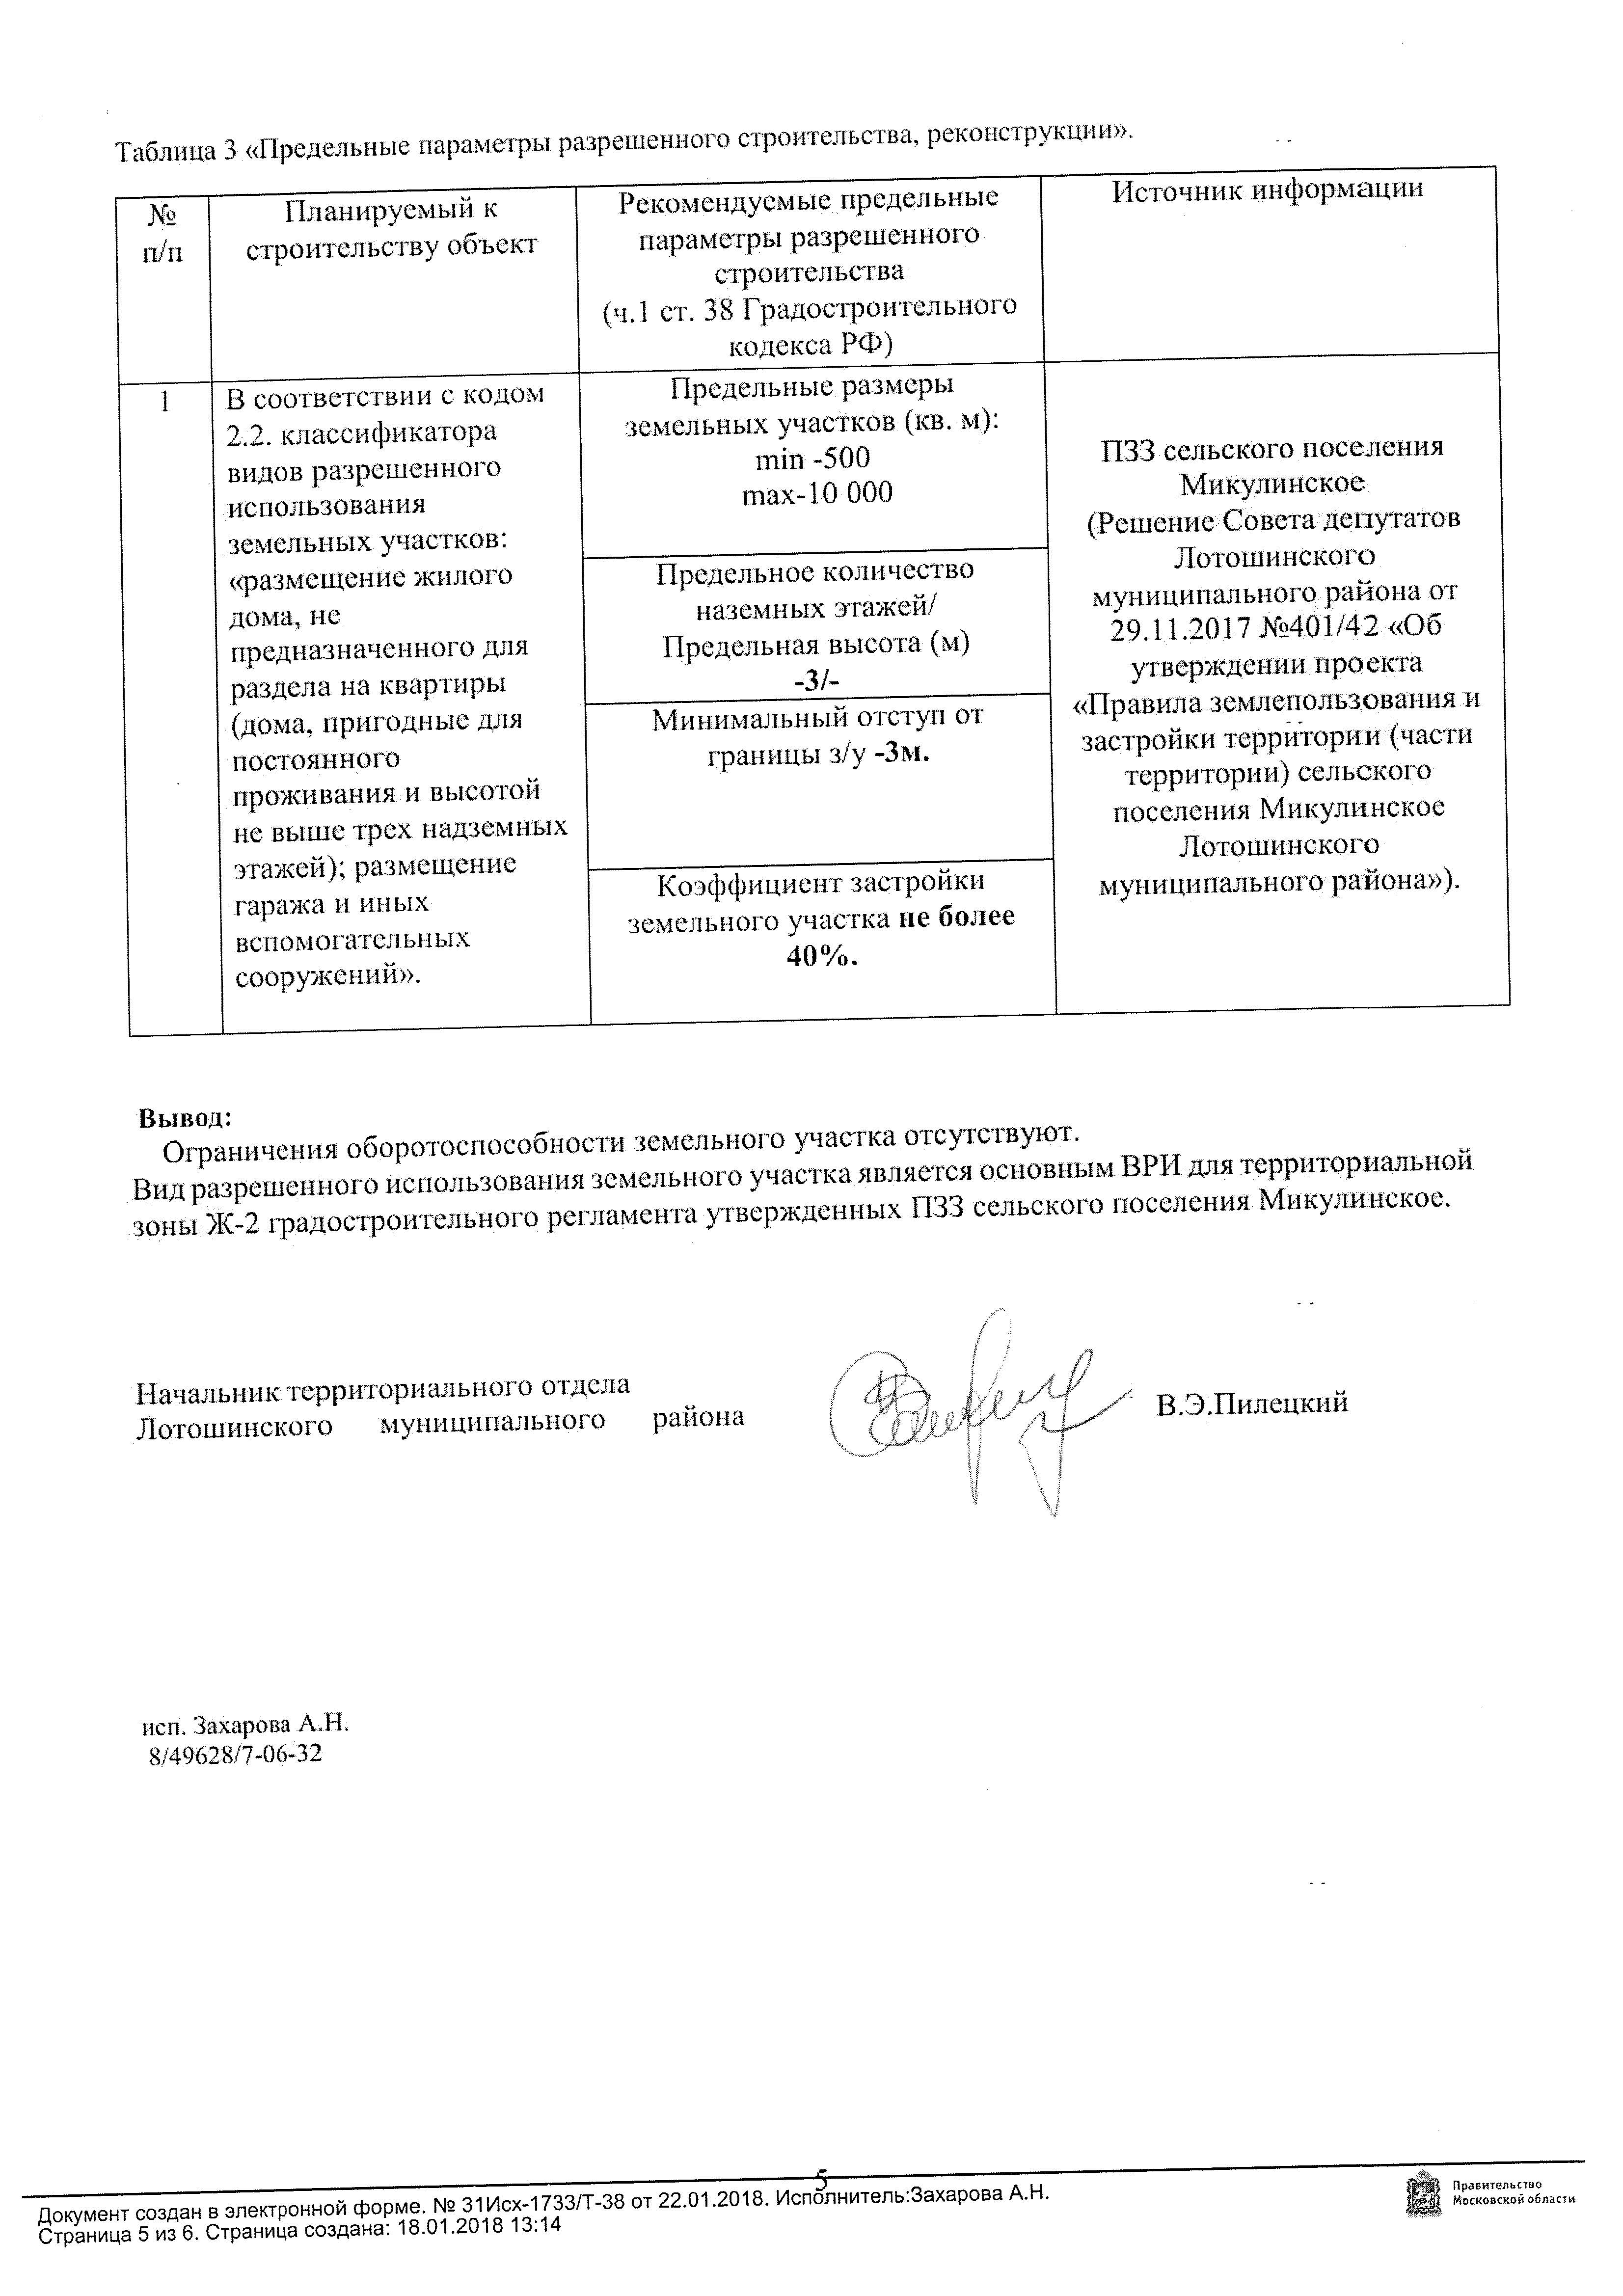 Таблица 3 «Предельные параметры разрешенного строительства, реконструкции».
№
п/п
Планируемый к
строительству объект
Рекомендуемые предельные
параметры разрешенного
строительства
(ч.1 ст. 38 Градостроительного
кодекса РФ)
Источник информации
1
В соответствии с кодом
2.2. классификатора
видов разрешенного
использования
земельных участков:
«размещение жилого
дома, не
предназначенного для
раздела на квартиры
(дома, пригодные для
постоянного
проживания и высотой
не выше трех надземных
этажей); размещение
гаража и иных
вспомогательных
сооружений».
Предельные размеры
земельных участков (кв. м):
min -500
max-10 000
Предельное количество
наземных этажей/
Предельная высота (м)
-3/-
Минимальный отступ от
границы з/у -3м.
Коэффициент застройки
земельного участка не более
40%.
ПЗЗ сельского поселения
Микулинское
(Решение Совета депутатов
Лотошинского
муниципального района от
29.11.2017 №401/42 «Об
утверждении проекта
«Правила землепользования и
застройки территории (части
территории) сельского
поселения Микулинское
Лотошинского
муниципального района»).
Вывод:
Ограничения оборотоспособности земельного участка отсутствуют.
Вид разрешенного использования земельного участка является основным ВРИ для территориальной
зоны Ж-2 градостроительного регламента утвержденных ПЗЗ сельского поселения Микулинское.
Начальник территориального отдела
Лотошинского муниципального района
В.Э.Пилецкий
исп. Захарова А.Н.
8/49628/7-06-32
5
Документ создан в электронной форме. № 31Исх-1733/Т-38 от 22.01.2018. Исполнитель:Захарова А.Н.
Страница 5 из 6. Страница создана: 18.01.2018 13:14
Правительство
Московской области